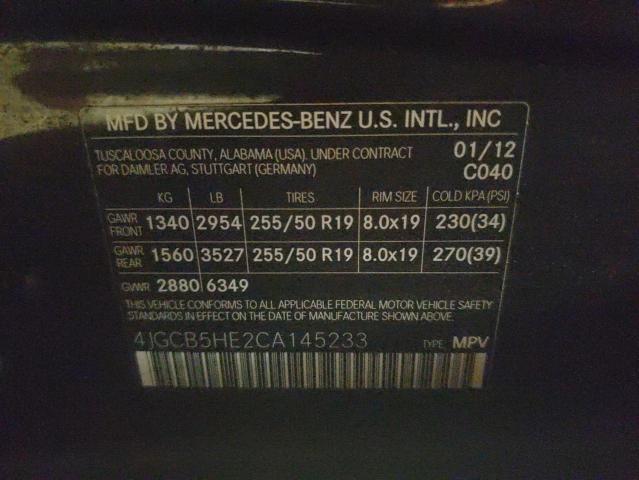 MFD BY MERCEDES-BENZ U.S. INTL., INC
TUSCALOOSA COUNTY, ALABAMA (USA). UNDER CONTRACT 01/12
FOR DAIMLER AG, STUTTGART (GERMANY) C040
KG LB TIRES RIM SIZE COLD KPA (PSI)
GAWR FRONT 1340 2954 255/50 R19 8.0x19 230(34)
GAWR REAR 1560 3527 255/50 R19 8.0x19 270(39)
GVWR 2880 6349
THIS VEHICLE CONFORMS TO ALL APPLICABLE FEDERAL MOTOR VEHICLE SAFETY
STANDARDS IN EFFECT ON THE DATE OF MANUFACTURE SHOWN ABOVE.
4JGCB5HE2CA145233 TYPE: MPV